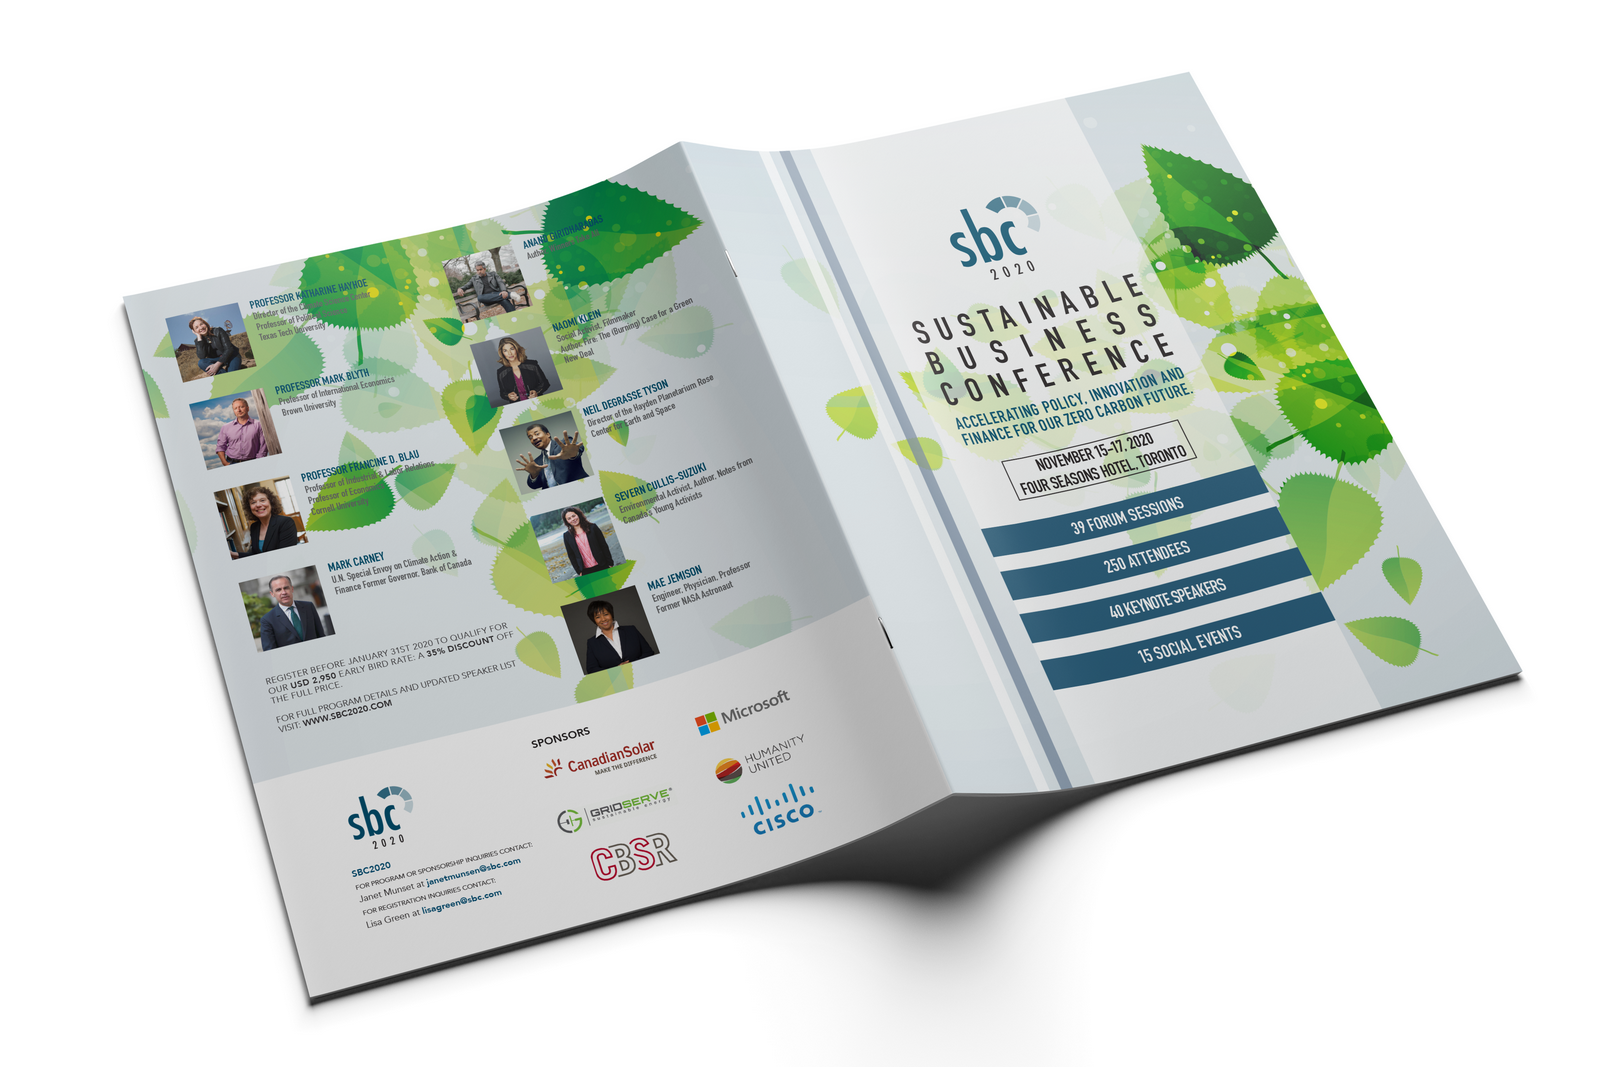 PROFESSOR KATHARINE HAYHOE
Director of the Climate Science Center
Professor of Political Science
Texas Tech University
PROFESSOR MARK BLYTH
Professor of International Economics
Brown University
PROFESSOR FRANCINE D. BLAU
Professor of Industrial & Labor Relations
Professor of Economics
Cornell University
MARK CARNEY
U.N. Special Envoy on Climate Action &
Finance Former Governor, Bank of Canada
ANAND GIRIDHARADAS
NAOMI KLEIN
Social Activist, Filmmaker
Author, Fire: The (Burning) Case for a Green
New Deal
NEIL DEGRASSE TYSON
Director of the Hayden Planetarium Rose
Center for Earth and Space
SEVERN CULLIS-SUZUKI
Environmental Activist, Author, Notes from
Canada's Young Activists
MAE JEMISON
Engineer, Physician, Professor
Former NASA Astronaut
REGISTER BEFORE JANUARY 31ST 2020 TO QUALIFY FOR
OUR USD 2,950 EARLY BIRD RATE: A 35% DISCOUNT OFF
THE FULL PRICE.
FOR FULL PROGRAM DETAILS AND UPDATED SPEAKER LIST
VISIT: WWW.SBC2020.COM
sbc
2020
SBC2020
FOR PROGRAM OR SPONSORSHIP INQUIRIES CONTACT:
Janet Munset at janetmunsen@sbc.com
FOR REGISTRATION INQUIRIES CONTACT:
Lisa Green at lisagreen@sbc.com
SPONSORS
CanadianSolar
MAKE THE DIFFERENCE
GRIDSERVE®
sustainable energy
CBSR
Microsoft
HUMANITY
UNITED
CISCO
sbc
2020
SUSTAINABLE
BUSINESS
CONFERENCE
ACCELERATING POLICY, INNOVATION AND
FINANCE FOR OUR ZERO CARBON FUTURE.
NOVEMBER 15-17, 2020
FOUR SEASONS HOTEL, TORONTO
39 FORUM SESSIONS
250 ATTENDEES
40 KEYNOTE SPEAKERS
15 SOCIAL EVENTS